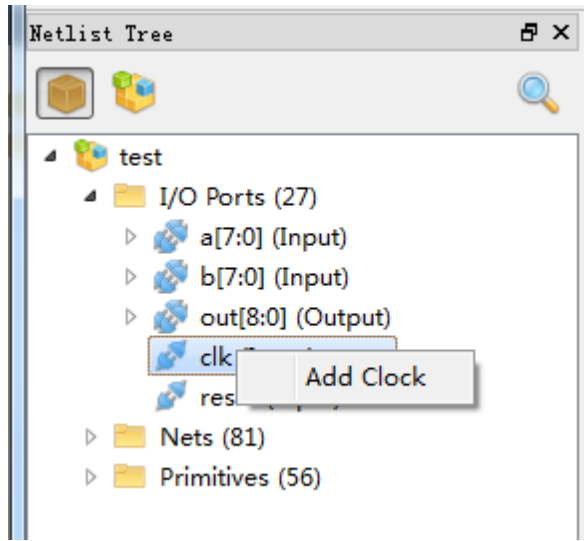 Netlist Tree
test
I/O Ports (27)
a[7:0] (Input)
b[7:0] (Input)
out[8:0] (Output)
clk
Add Clock
Nets (81)
Primitives (56)